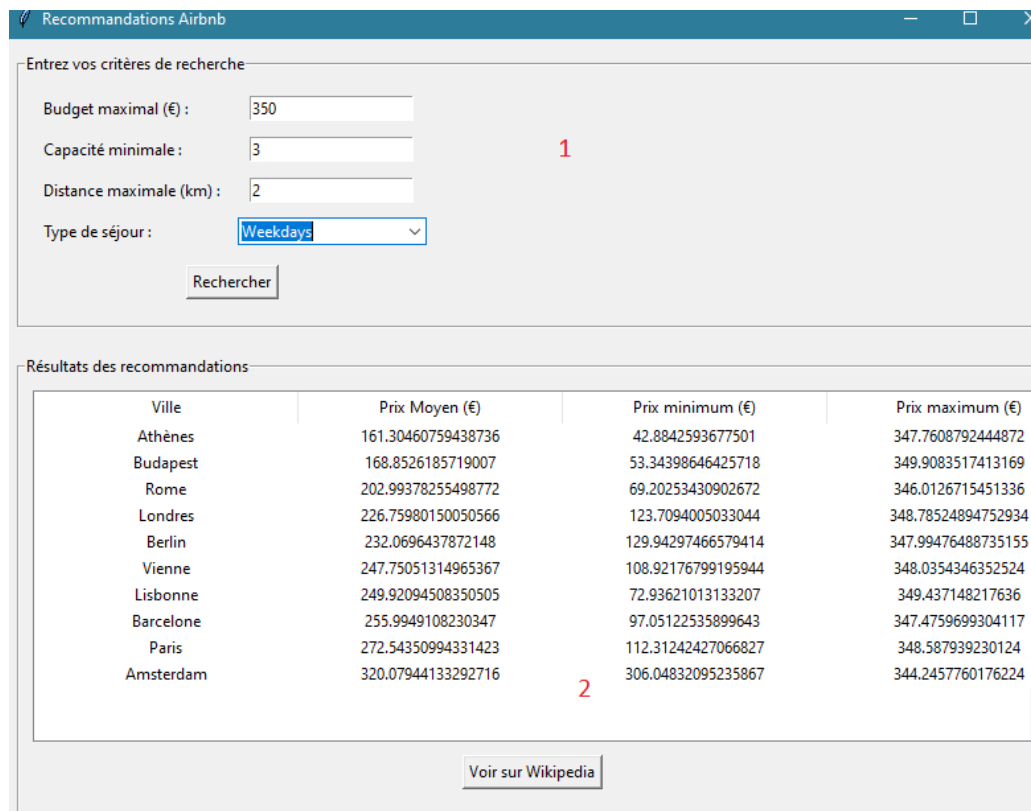 Recommandations Airbnb
Entrez vos critères de recherche
Budget maximal (€) : 350
Capacité minimale : 3
1
Distance maximale (km) : 2
Type de séjour : Weekdays
Rechercher
Résultats des recommandations
Ville Prix Moyen (€) Prix minimum (€) Prix maximum (€)
Athènes 161.30460759438736 42.8842593677501 347.7608792444872
Budapest 168.8526185719007 53.34398646425718 349.9083517413169
Rome 202.99378255498772 69.20253430902672 346.0126715451336
Londres 226.75980150050566 123.7094005033044 348.78524894752934
Berlin 232.0696437872148 129.94297466579414 347.99476488735155
Vienne 247.75051314965367 108.92176799195944 348.0354346352524
Lisbonne 249.92094508350505 72.93621013133207 349.437148217636
Barcelone 255.9949108230347 97.05122535899643 347.4759699304117
Paris 272.54350994331423 112.31242427066827 348.587939230124
Amsterdam 320.07944133292716 306.04832095235867 344.2457760176224
2
Voir sur Wikipedia